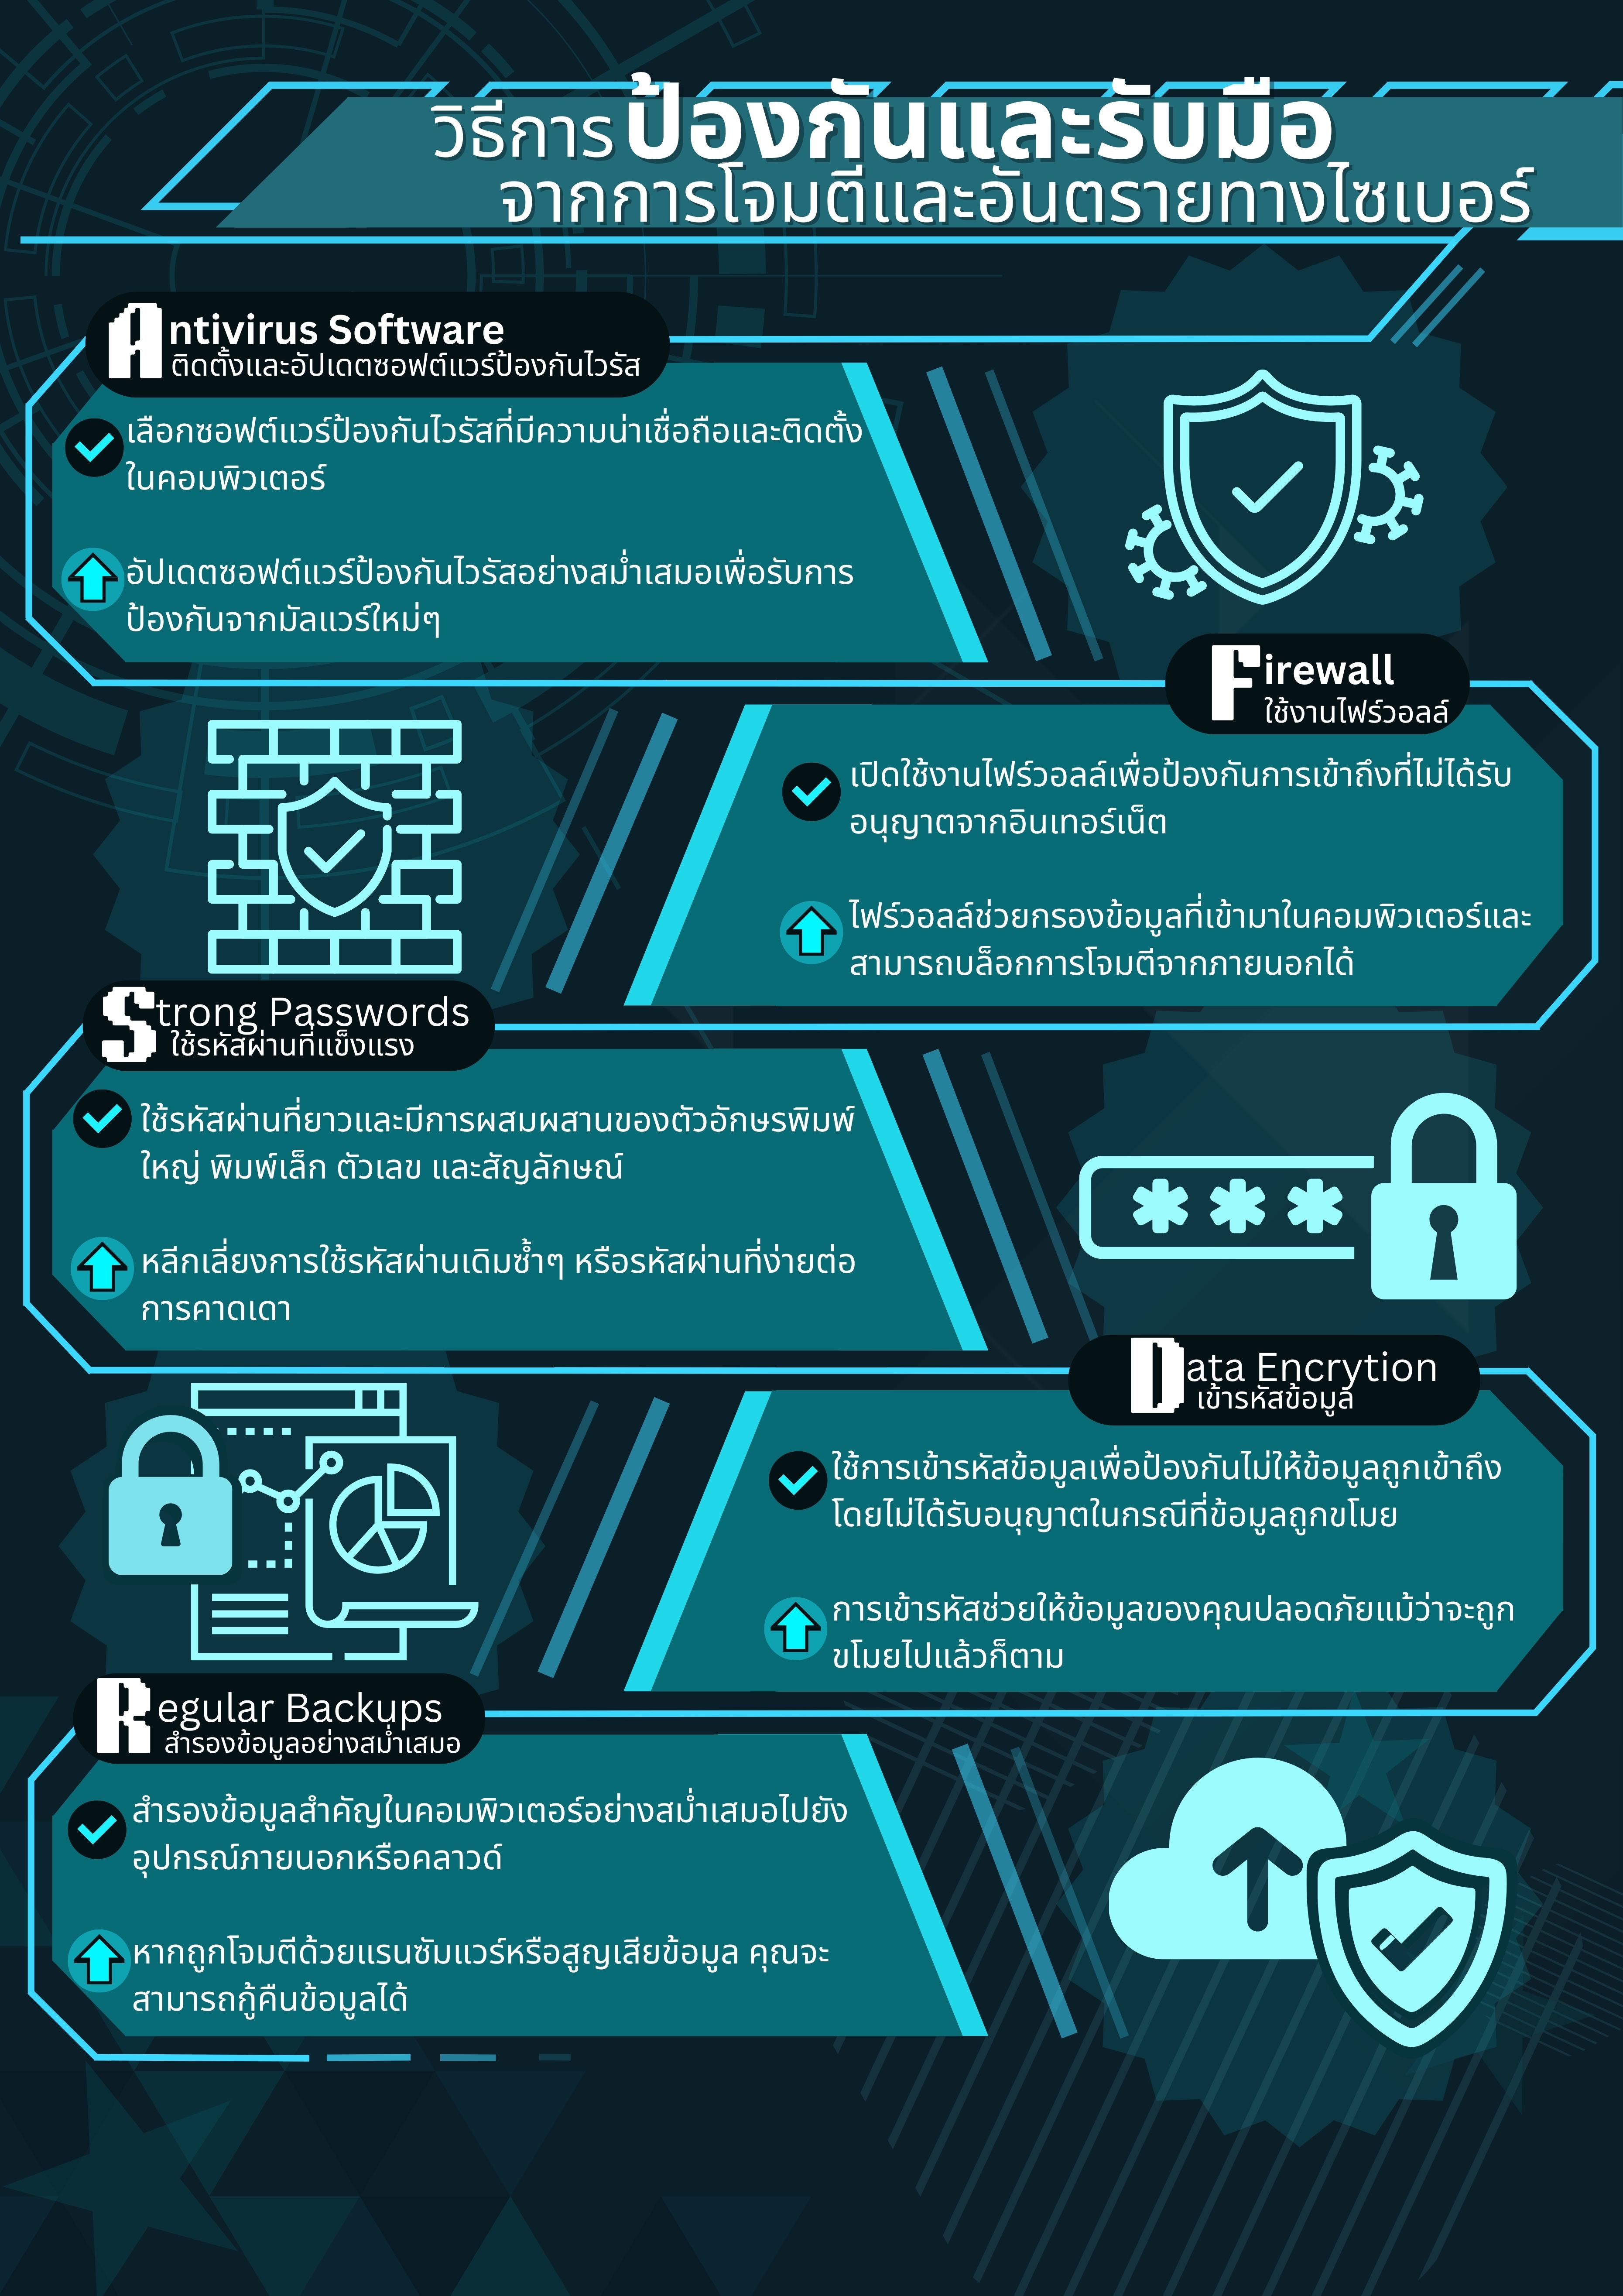 วิธีการป้องกันและรับมือ
จากการโจมตีและอันตรายทางไซเบอร์
Antivirus Software
ติดตั้งและอัปเดตซอฟต์แวร์ป้องกันไวรัส
เลือกซอฟต์แวร์ป้องกันไวรัสที่มีความน่าเชื่อถือและติดตั้ง
ในคอมพิวเตอร์
อัปเดตซอฟต์แวร์ป้องกันไวรัสอย่างสม่ำเสมอเพื่อรับการ
ป้องกันจากมัลแวร์ใหม่ๆ
Firewall
ใช้งานไฟร์วอลล์
เปิดใช้งานไฟร์วอลล์เพื่อป้องกันการเข้าถึงที่ไม่ได้รับ
อนุญาตจากอินเทอร์เน็ต
ไฟร์วอลล์ช่วยกรองข้อมูลที่เข้ามาในคอมพิวเตอร์และ
สามารถบล็อกการโจมตีจากภายนอกได้
Strong Passwords
ใช้รหัสผ่านที่แข็งแรง
ใช้รหัสผ่านที่ยาวและมีการผสมผสานของตัวอักษรพิมพ์
ใหญ่ พิมพ์เล็ก ตัวเลข และสัญลักษณ์
หลีกเลี่ยงการใช้รหัสผ่านเดิมซ้ำๆ หรือรหัสผ่านที่ง่ายต่อ
การคาดเดา
Data Encrytion
เข้ารหัสข้อมูล
ใช้การเข้ารหัสข้อมูลเพื่อป้องกันไม่ให้ข้อมูลถูกเข้าถึง
โดยไม่ได้รับอนุญาตในกรณีที่ข้อมูลถูกขโมย
การเข้ารหัสช่วยให้ข้อมูลของคุณปลอดภัยแม้ว่าจะถูก
ขโมยไปแล้วก็ตาม
Regular Backups
สำรองข้อมูลอย่างสม่ำเสมอ
สำรองข้อมูลสำคัญในคอมพิวเตอร์อย่างสม่ำเสมอไปยัง
อุปกรณ์ภายนอกหรือคลาวด์
หากถูกโจมตีด้วยแรนซัมแวร์หรือสูญเสียข้อมูล คุณจะ
สามารถกู้คืนข้อมูลได้